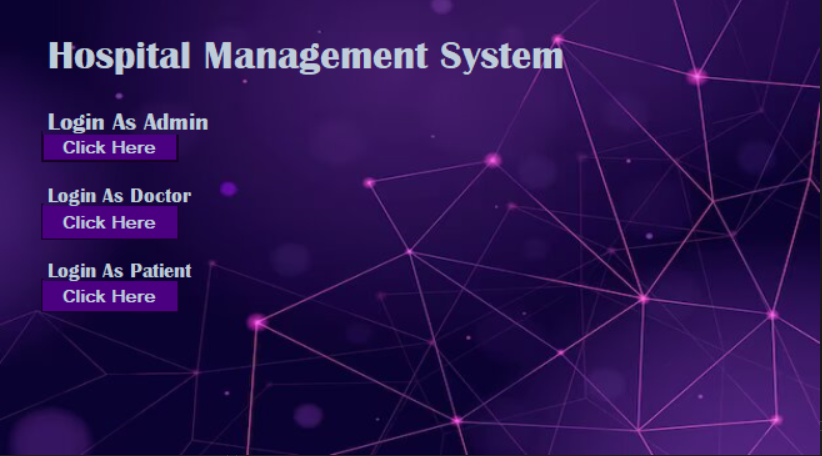 Hospital Management System
Login As Admin
Click Here
Login As Doctor
Click Here
Login As Patient
Click Here